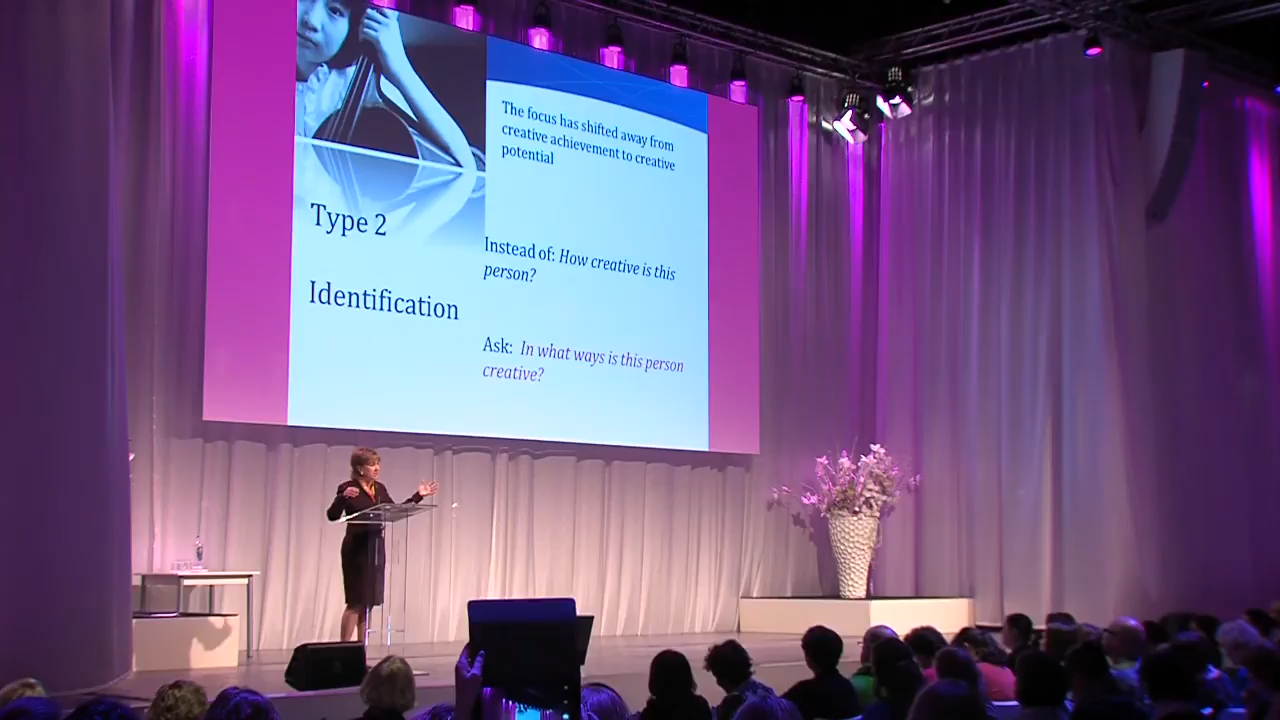 The focus has shifted away from
creative achievement to creative
potential
Type 2
Identification
Instead of: How creative is this
person?
Ask: In what ways is this person
creative?